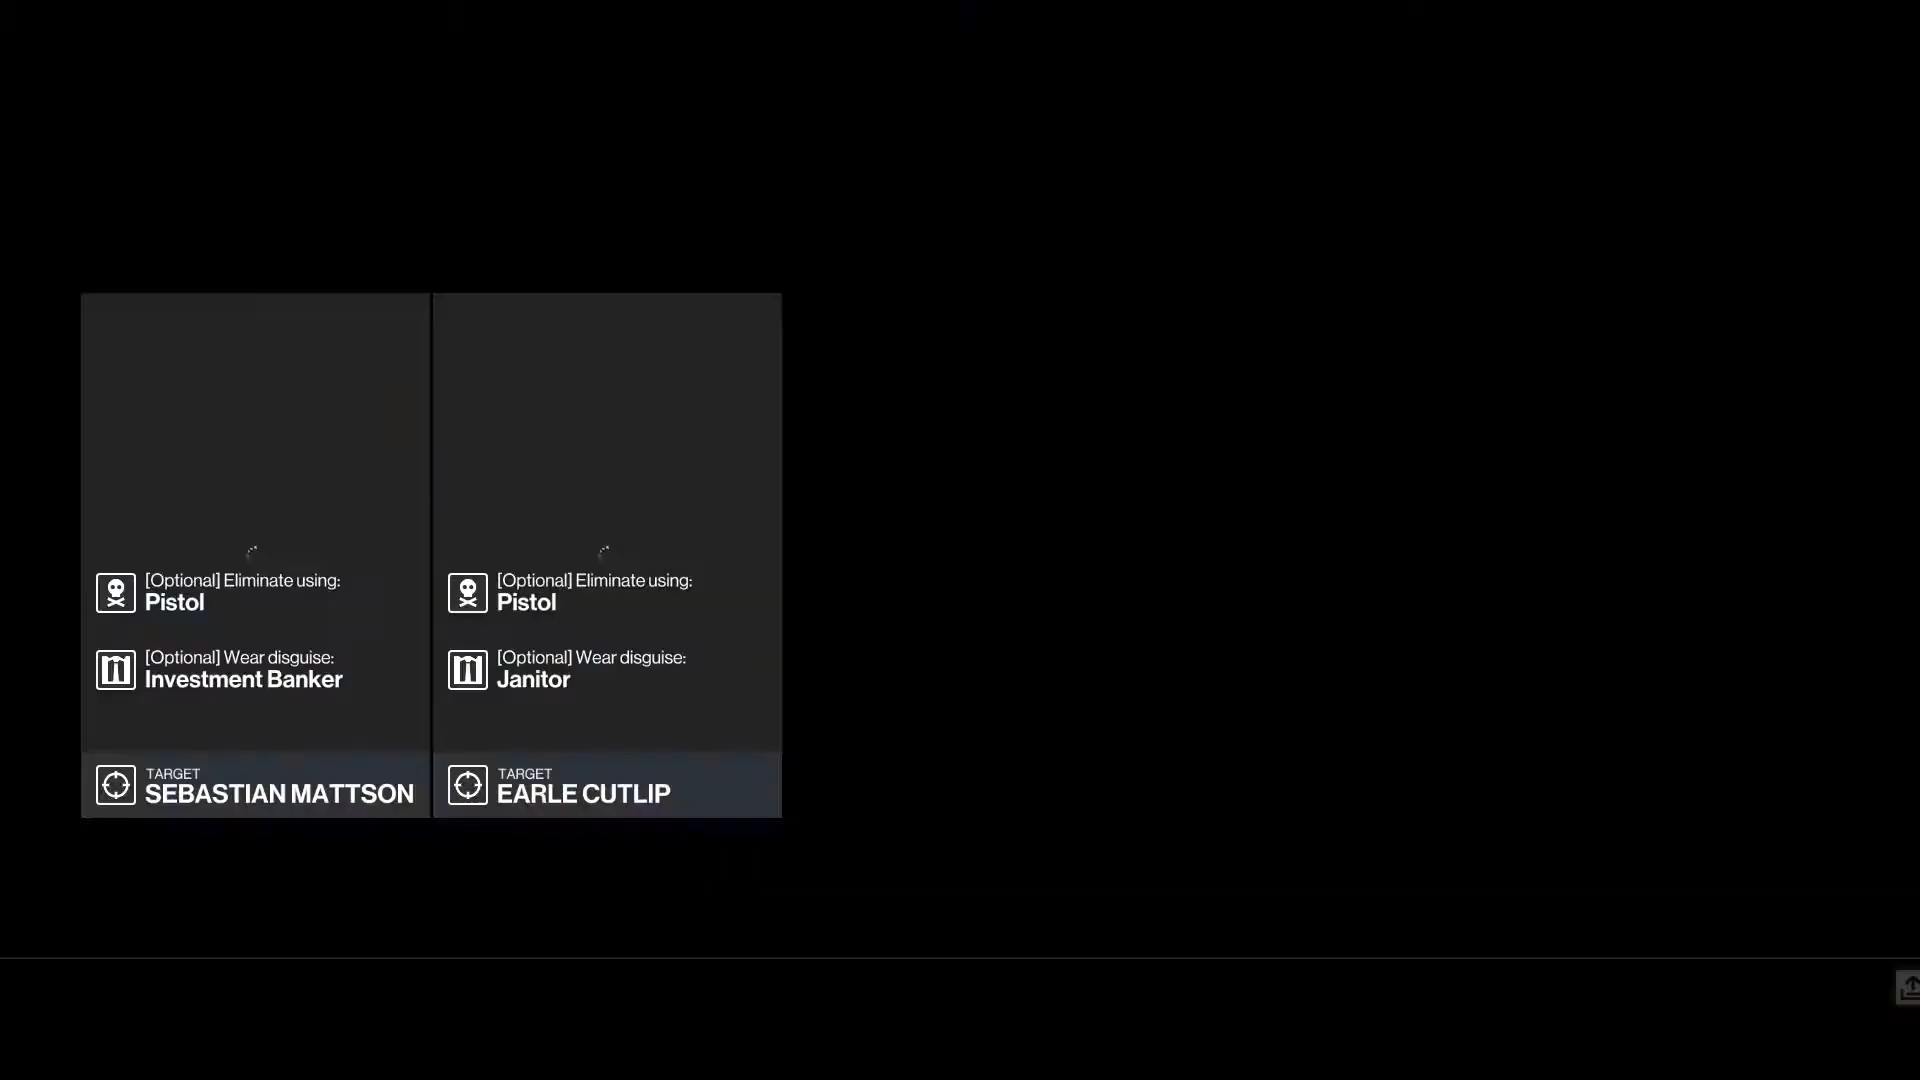 [Optional] Eliminate using:
Pistol
[Optional] Wear disguise:
Investment Banker
TARGET
SEBASTIAN MATTSON
[Optional] Eliminate using:
Pistol
[Optional] Wear disguise:
Janitor
TARGET
EARLE CUTLIP